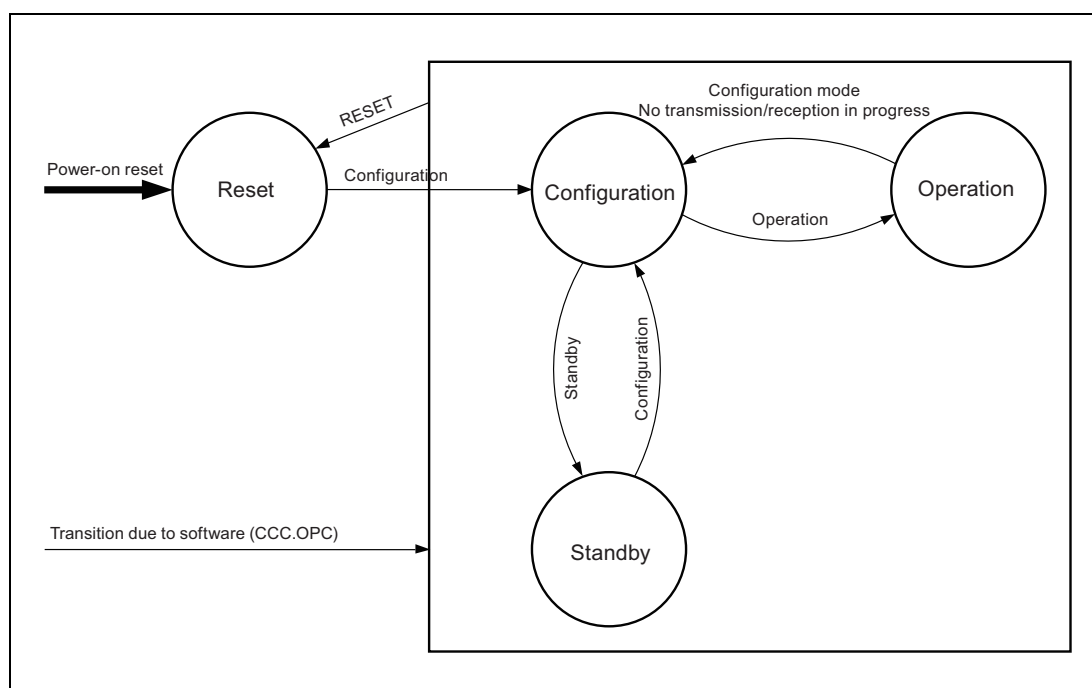 Configuration mode
No transmission/reception in progress
RESET
Power-on reset
Reset
Configuration
Configuration
Operation
Operation
Standby
Configuration
Transition due to software (CCC.OPC)
Standby